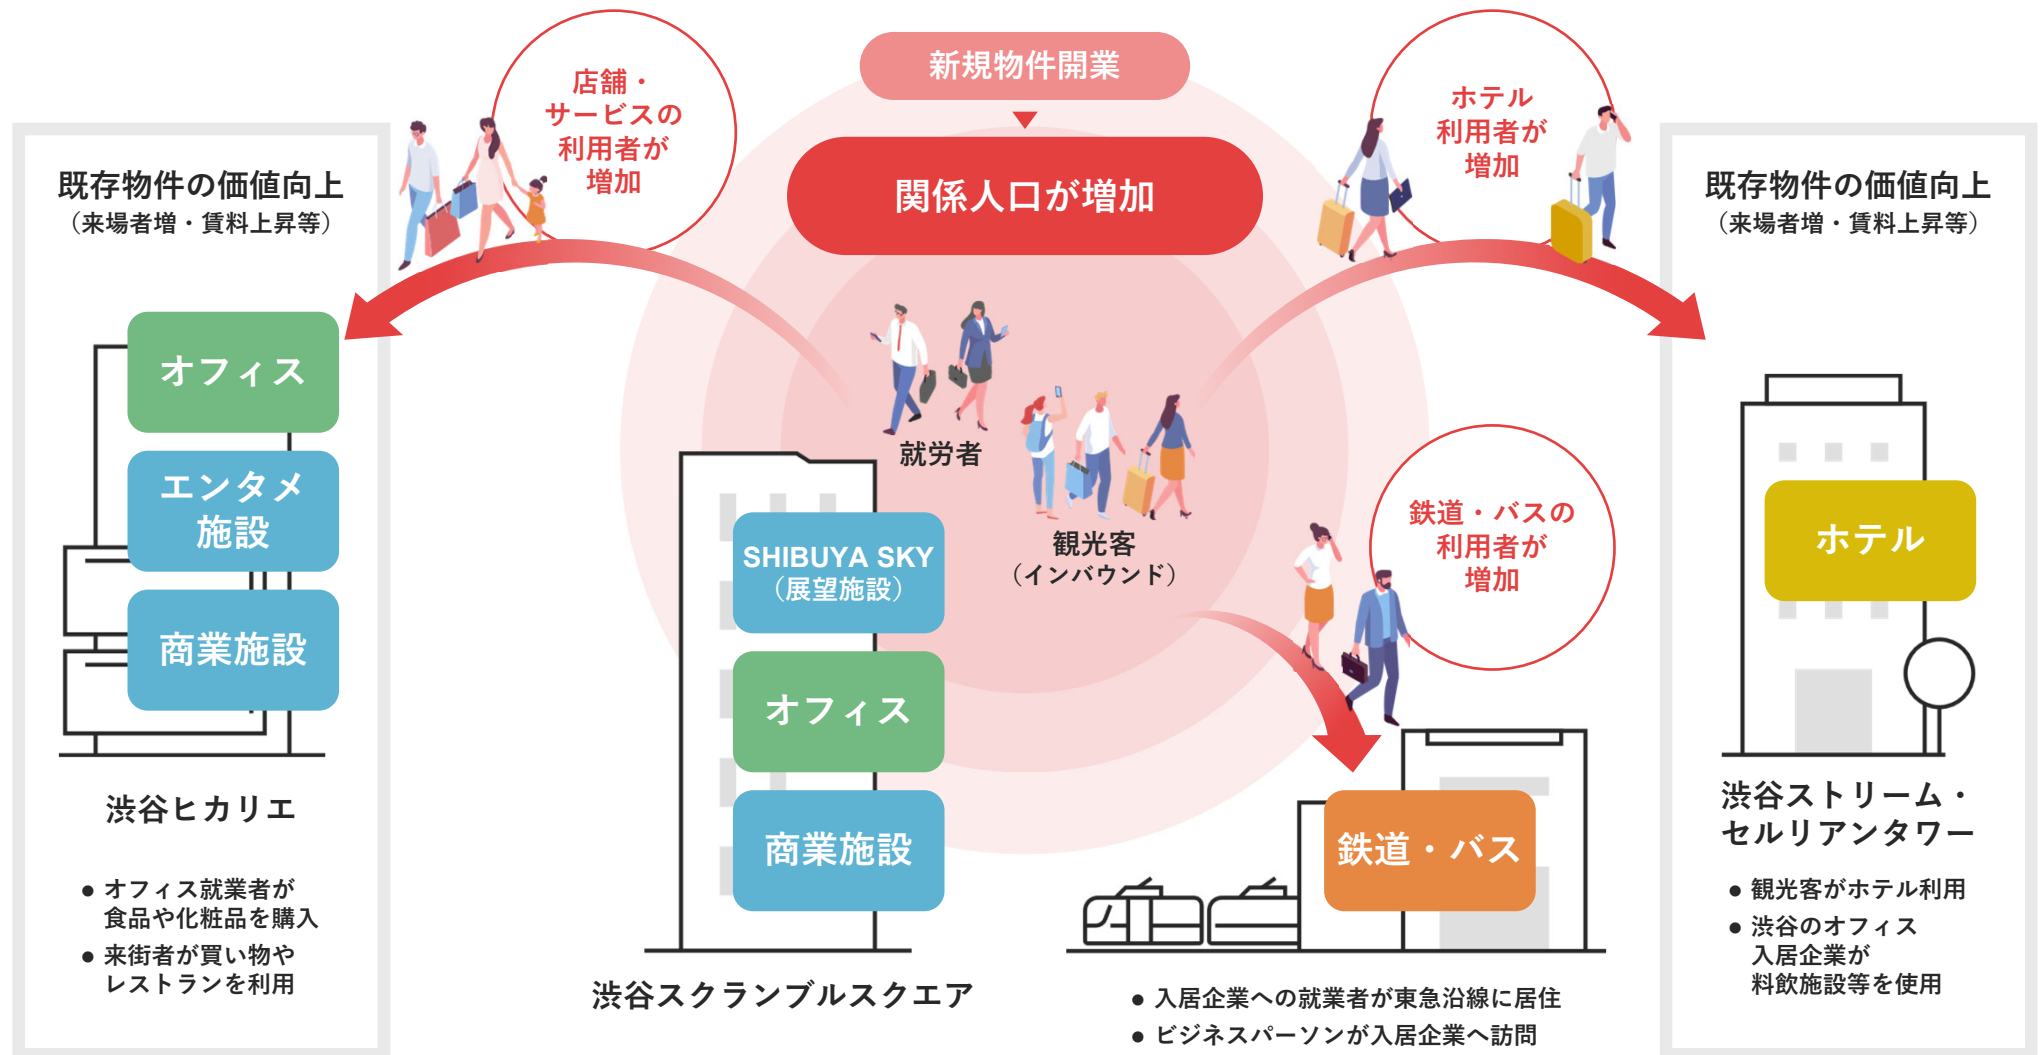 新規物件開業
関係人口が増加
店舗・
サービスの
利用者が
増加
ホテル
利用者が
増加
既存物件の価値向上
（来場者増・賃料上昇等）
オフィス
エンタメ
施設
商業施設
渋谷ヒカリエ
● オフィス就業者が
食品や化粧品を購入
● 来街者が買い物や
レストランを利用
就労者
観光客
（インバウンド）
SHIBUYA SKY
（展望施設）
オフィス
商業施設
渋谷スクランブルスクエア
鉄道・バスの
利用者が
増加
鉄道・バス
● 入居企業への就業者が東急沿線に居住
● ビジネスパーソンが入居企業へ訪問
既存物件の価値向上
（来場者増・賃料上昇等）
ホテル
渋谷ストリーム・
セルリアンタワー
● 観光客がホテル利用
● 渋谷のオフィス
入居企業が
料飲施設等を使用